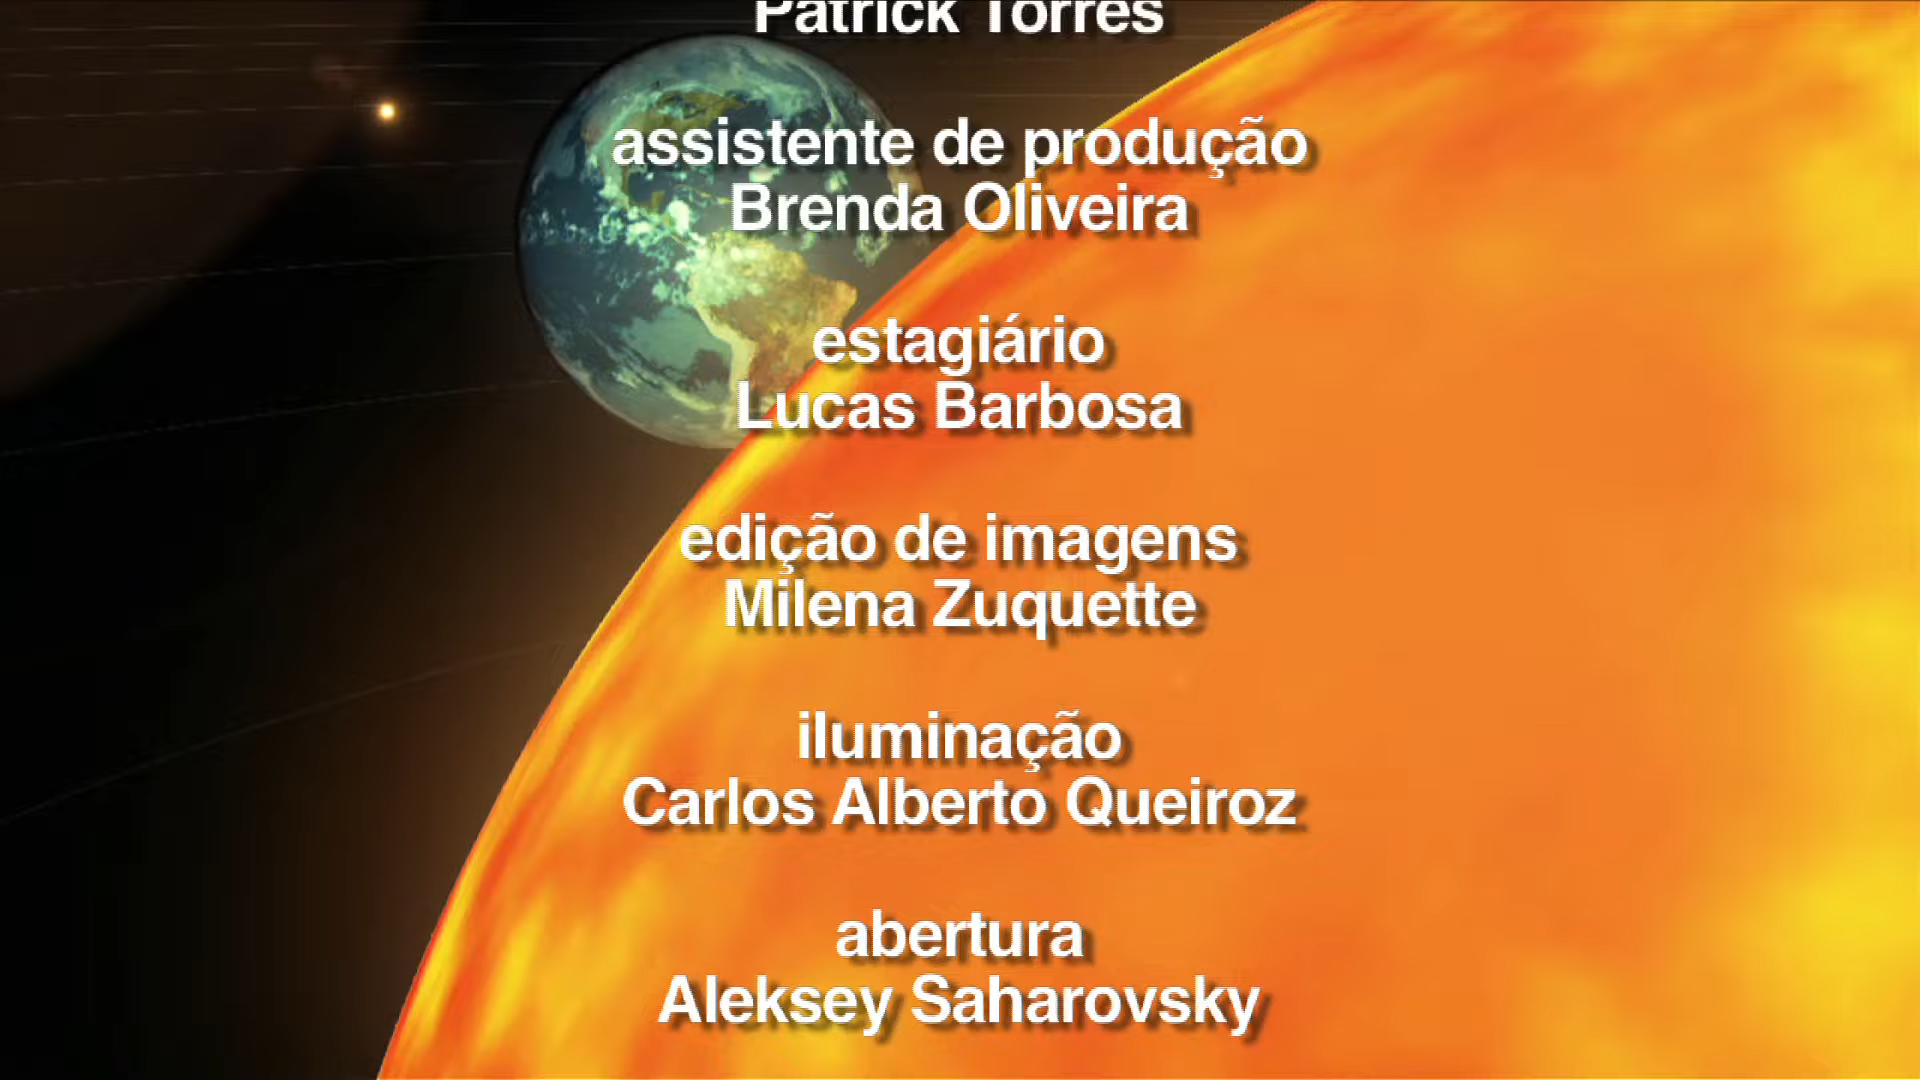 Patrick Torres
assistente de produção
Brenda Oliveira
estagiário
Lucas Barbosa
edição de imagens
Milena Zuquette
iluminação
Carlos Alberto Queiroz
abertura
Aleksey Saharovsky